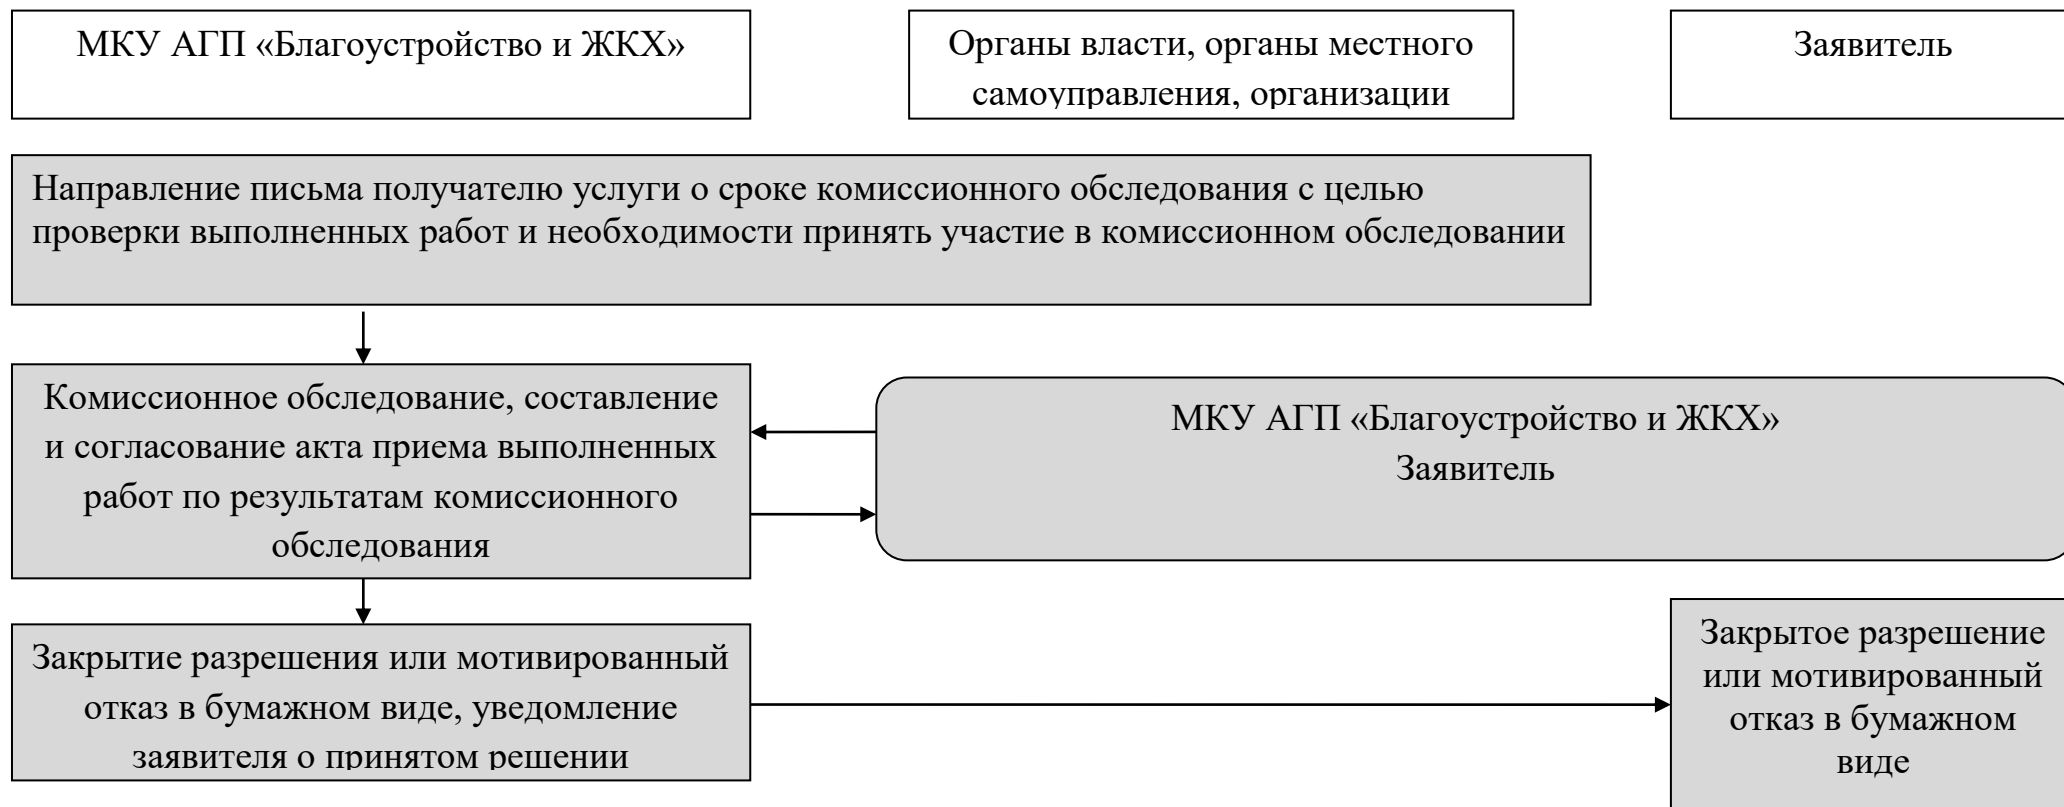 МКУ АГП «Благоустройство и ЖКХ»
Органы власти, органы местного
самоуправления, организации
Заявитель
Направление письма получателю услуги о сроке комиссионного обследования с целью
проверки выполненных работ и необходимости принять участие в комиссионном обследовании
Комиссионное обследование, составление
и согласование акта приема выполненных
работ по результатам комиссионного
обследования
МКУ АГП «Благоустройство и ЖКХ»
Заявитель
Закрытие разрешения или мотивированный
отказ в бумажном виде, уведомление
заявителя о принятом решении
Закрытое разрешение
или мотивированный
отказ в бумажном
виде